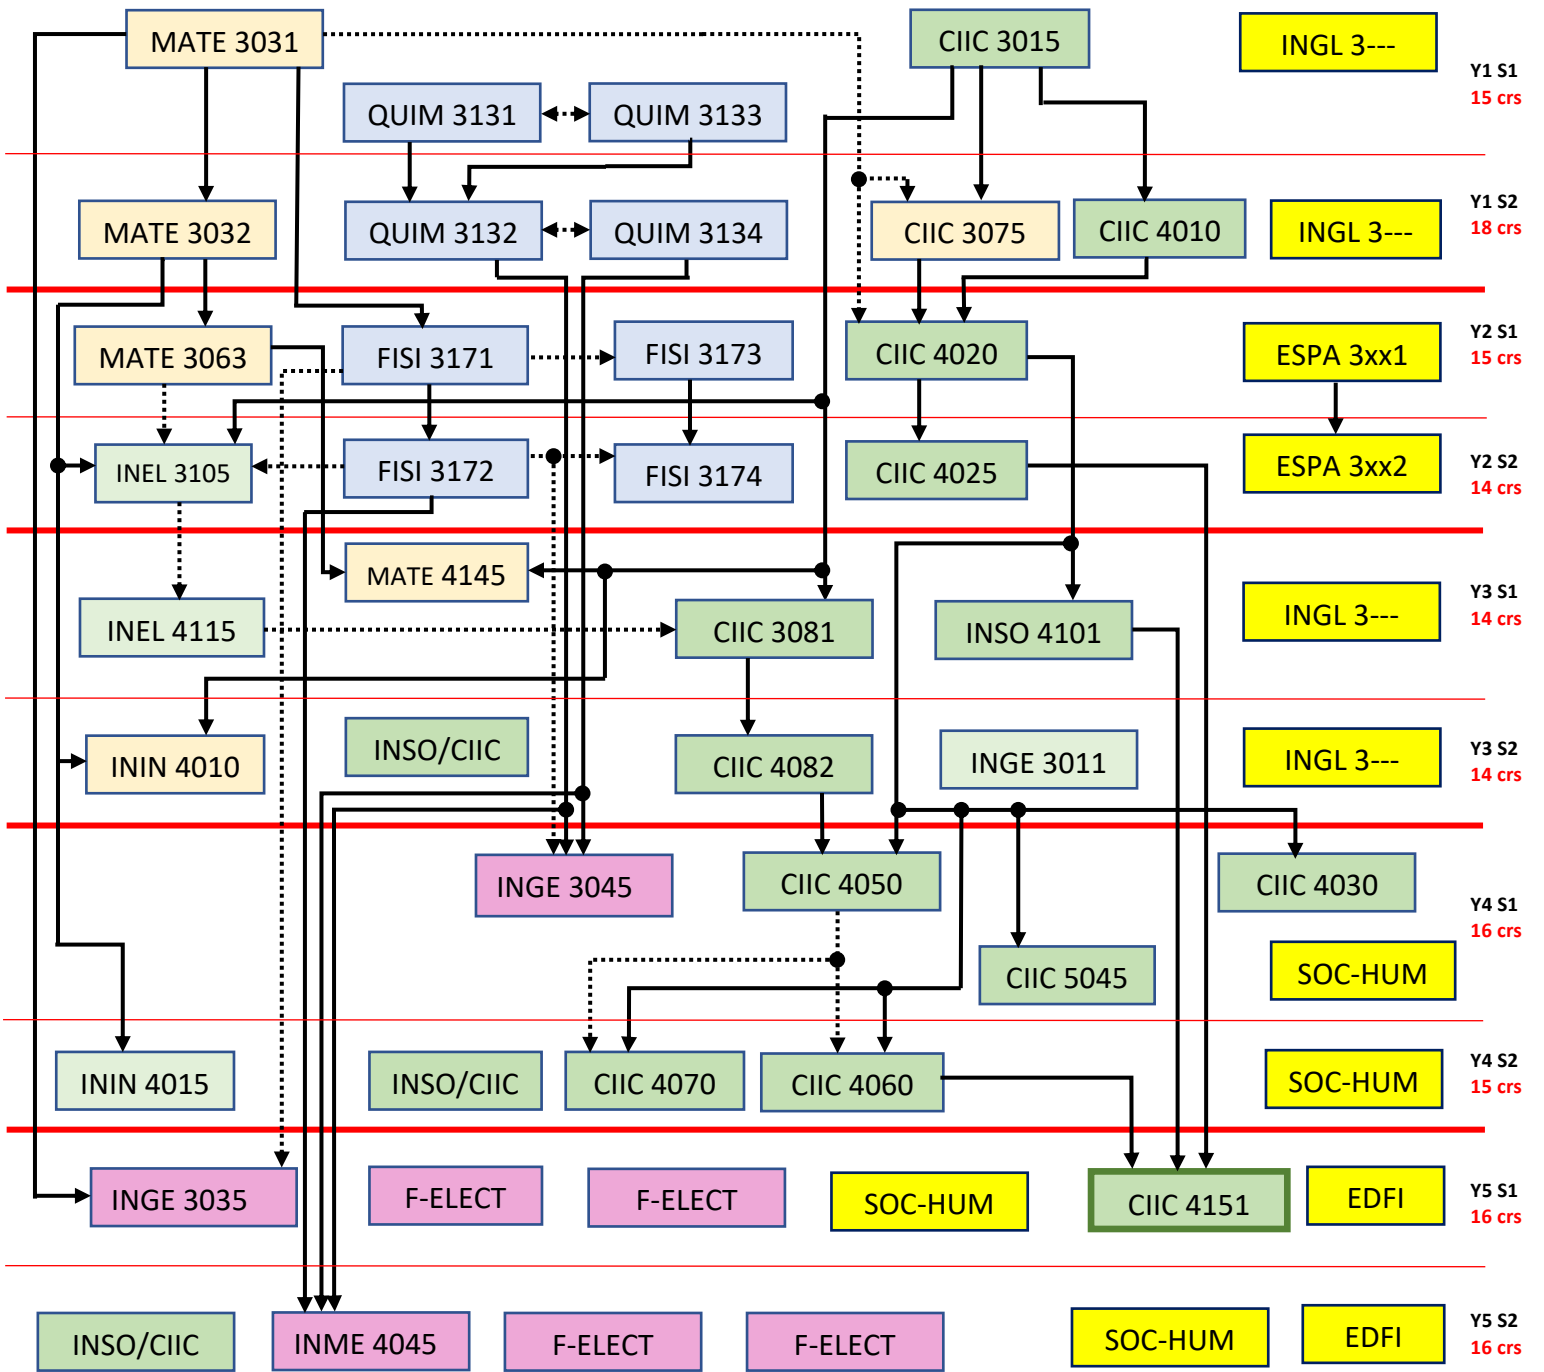 MATE 3031
CIIC 3015
INGL 3---
Y1 S1
15 crs
QUIM 3131
QUIM 3133
MATE 3032
QUIM 3132
QUIM 3134
CIIC 3075
CIIC 4010
INGL 3---
Y1 S2
18 crs
MATE 3063
FISI 3171
FISI 3173
CIIC 4020
ESPA 3xx1
Y2 S1
15 crs
INEL 3105
FISI 3172
FISI 3174
CIIC 4025
ESPA 3xx2
Y2 S2
14 crs
MATE 4145
INEL 4115
CIIC 3081
INSO 4101
INGL 3---
Y3 S1
14 crs
ININ 4010
INSO/CIIC
CIIC 4082
INGE 3011
INGL 3---
Y3 S2
14 crs
INGE 3045
CIIC 4050
CIIC 4030
Y4 S1
16 crs
CIIC 5045
SOC-HUM
ININ 4015
INSO/CIIC
CIIC 4070
CIIC 4060
SOC-HUM
Y4 S2
15 crs
INGE 3035
F-ELECT
F-ELECT
SOC-HUM
CIIC 4151
EDFI
Y5 S1
16 crs
INSO/CIIC
INME 4045
F-ELECT
F-ELECT
SOC-HUM
EDFI
Y5 S2
16 crs